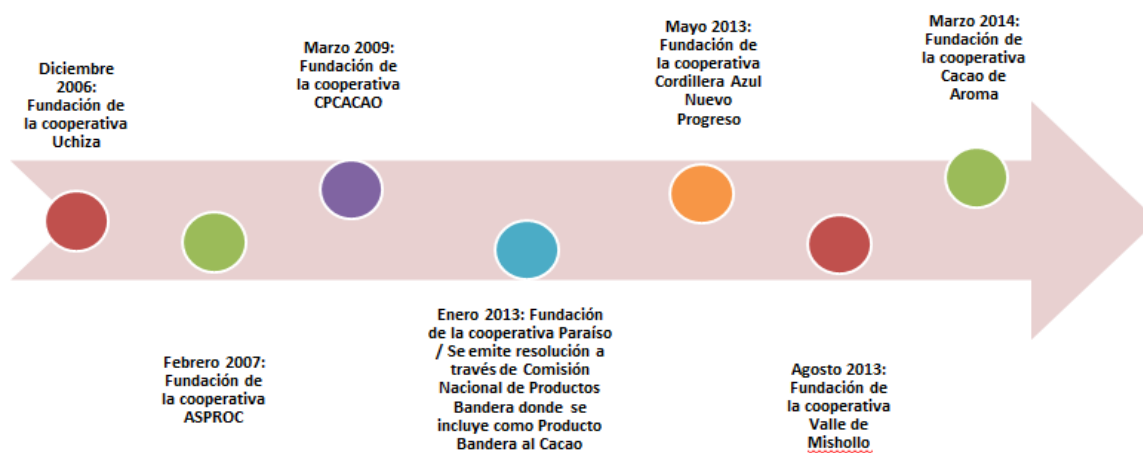 Diciembre
2006:
Fundación de
la cooperativa
Uchiza
Febrero 2007:
Fundación de
la cooperativa
ASPROC
Marzo 2009:
Fundación de
la cooperativa
CPCACAO
Enero 2013: Fundación
de la cooperativa Paraíso
/ Se emite resolución a
través de Comisión
Nacional de Productos
Bandera donde se
incluye como Producto
Bandera al Cacao
Mayo 2013:
Fundación de
la cooperativa
Cordillera Azul
Nuevo
Progreso
Agosto 2013:
Fundación de
la cooperativa
Valle de
Mishollo
Marzo 2014:
Fundación de
la cooperativa
Cacao de
Aroma